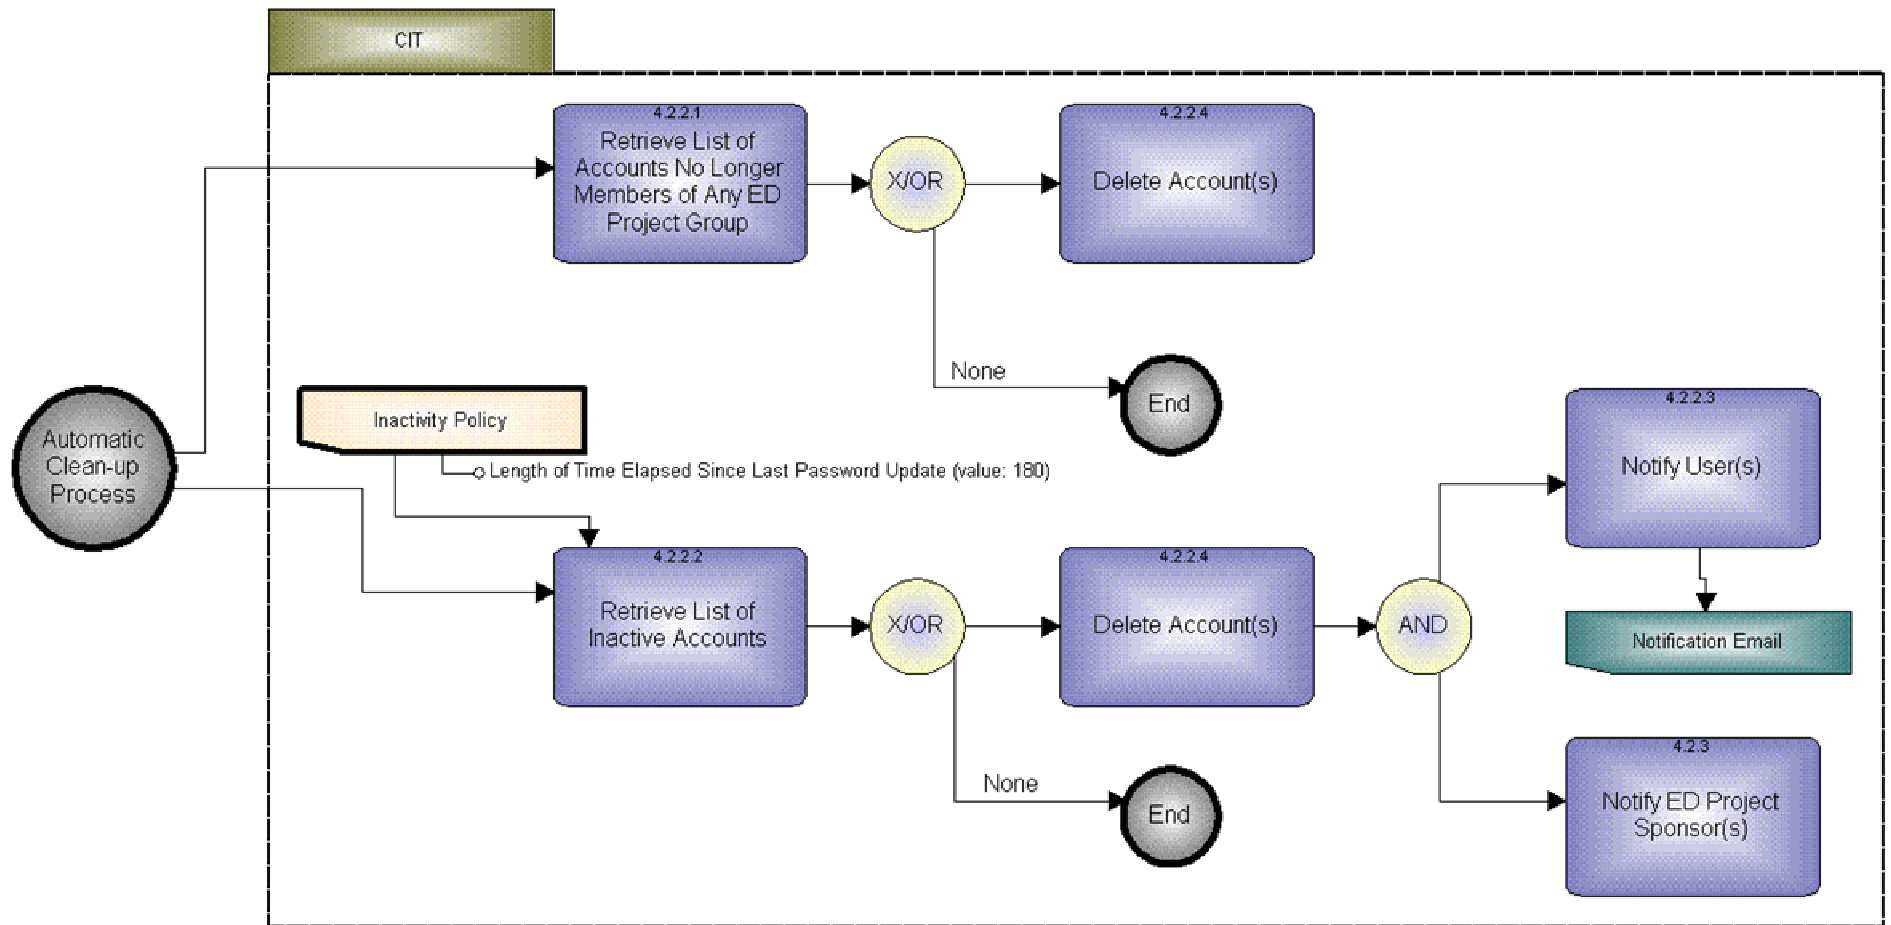 CIT
4.2.2.1
Retrieve List of
Accounts No Longer
Members of Any ED
Project Group
X/OR
4.2.2.4
Delete Account(s)
None
End
Automatic
Clean-up
Process
Inactivity Policy
Length of Time Elapsed Since Last Password Update (value: 180)
4.2.2.2
Retrieve List of
Inactive Accounts
X/OR
4.2.2.4
Delete Account(s)
AND
None
End
4.2.2.3
Notify User(s)
Notification Email
4.2.3
Notify ED Project
Sponsor(s)